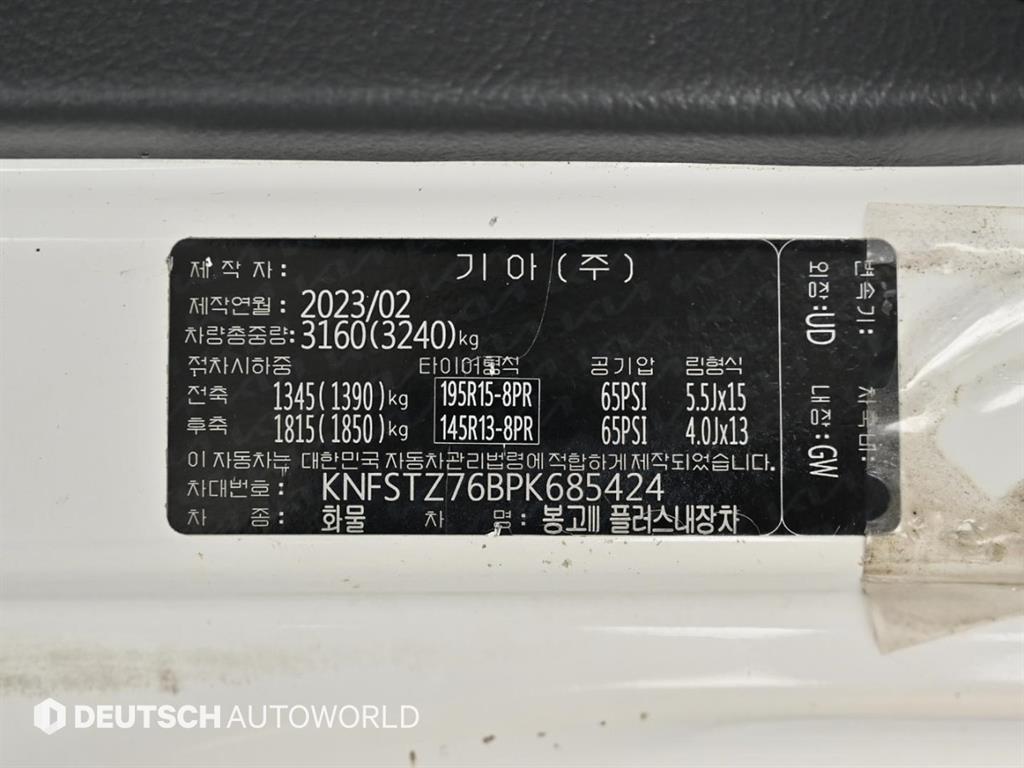 제 작 자 : 기 아 ( 주 )
제작연월 : 2023/02
차량총중량: 3160(3240)kg
적차시하중 타이어형식 공기압 림형식
전축 1345(1390)kg 195R15-8PR 65PSI 5.5Jx15
후축 1815(1850)kg 145R13-8PR 65PSI 4.0Jx13
이 자동차는 대한민국 자동차관리법령에 적합하게 제작되었습니다.
차대번호: KNFSTZ76BPK685424
차 종: 화물 차 명: 봉고III 플러스내장차
변속기: 차축대:
외장:UD 내장:GW
DEUTSCH AUTOWORLD